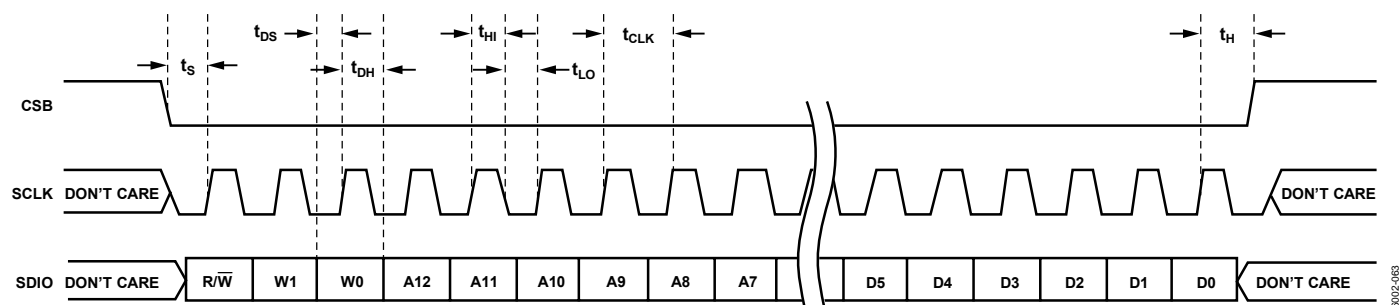 tDS
tHI
tCLK
tH
tS
tDH
tLO
CSB
SCLK DON'T CARE
DON'T CARE
SDIO DON'T CARE R/W̅ W1 W0 A12 A11 A10 A9 A8 A7 D5 D4 D3 D2 D1 D0 DON'T CARE